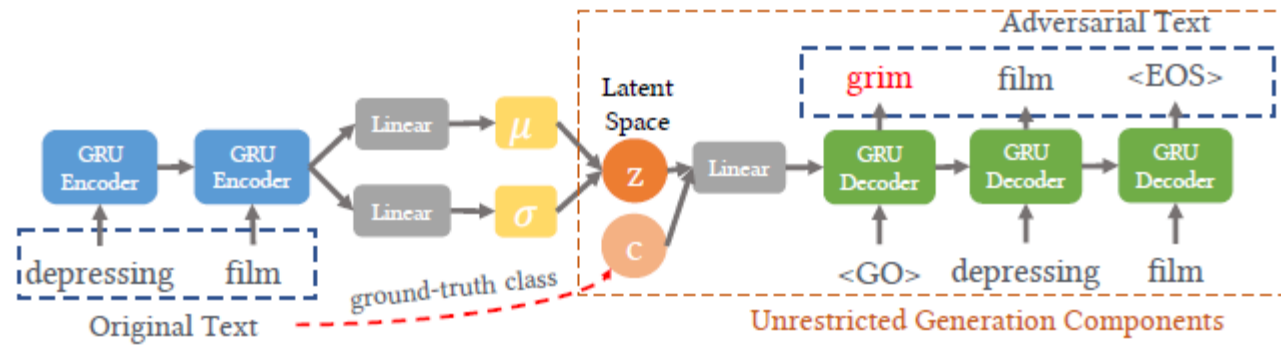 Adversarial Text
grim film <EOS>
Latent
Space
Linear μ
GRU
Encoder
GRU
Encoder
z
Linear
GRU
Decoder
GRU
Decoder
GRU
Decoder
Linear σ
c
depressing film
<GO> depressing film
ground-truth class
Original Text
Unrestricted Generation Components